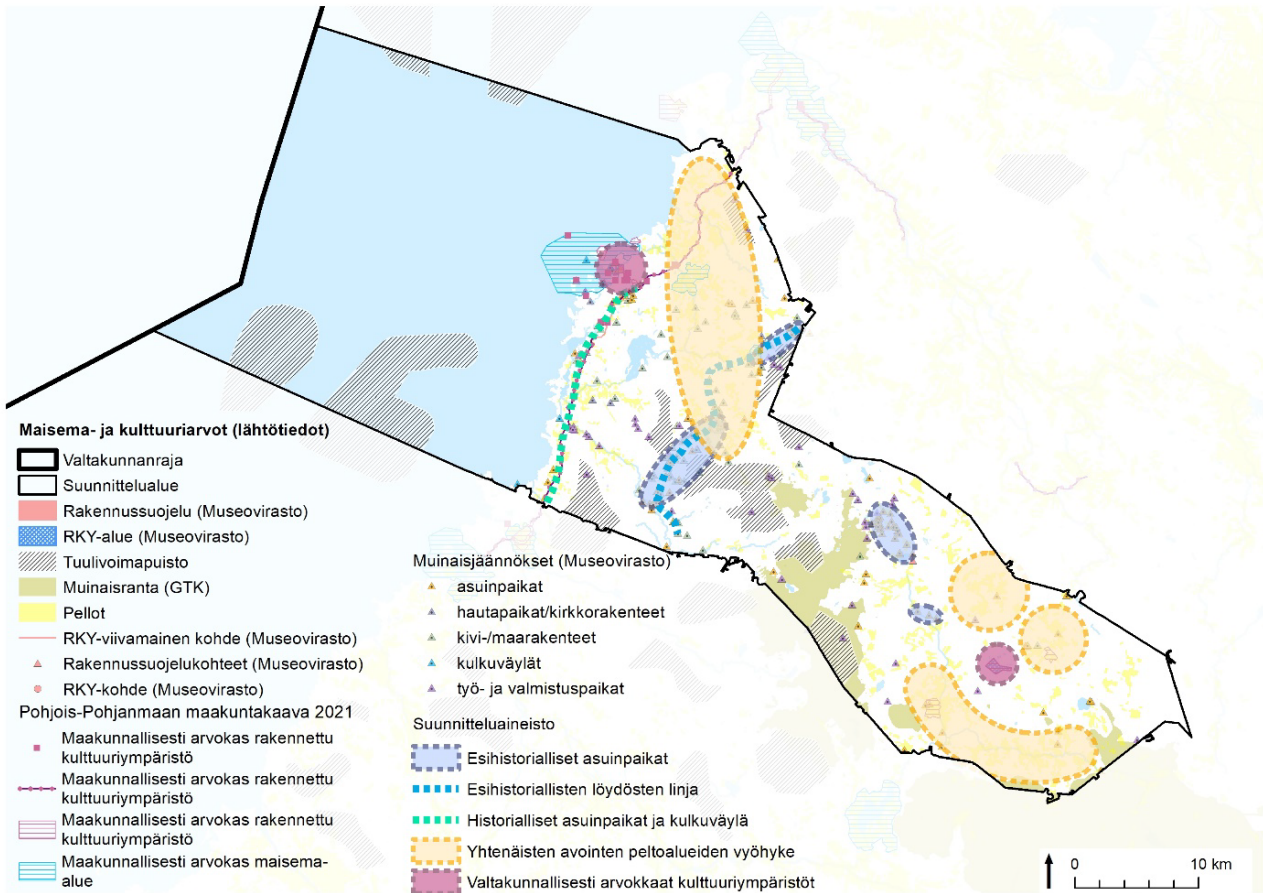 Maisema- ja kulttuuriarvot (lähtötiedot)
Valtakunnanraja
Suunnittelualue
Rakennussuojelu (Museovirasto)
RKY-alue (Museovirasto)
Tuulivoimapuisto
Muinaisranta (GTK)
Pellot
RKY-viivamainen kohde (Museovirasto)
Rakennussuojelukohteet (Museovirasto)
RKY-kohde (Museovirasto)
Pohjois-Pohjanmaan maakuntakaava 2021
Maakunnallisesti arvokas rakennettu
kulttuuriympäristö
Maakunnallisesti arvokas rakennettu
kulttuuriympäristö
Maakunnallisesti arvokas rakennettu
kulttuuriympäristö
Maakunnallisesti arvokas maisema-
alue
Muinaisjäännökset (Museovirasto)
asuinpaikat
hautapaikat/kirkkorakenteet
kivi-/maarakenteet
kulkuväylät
työ- ja valmistuspaikat
Suunnitteluaineisto
Esihistorialliset asuinpaikat
Esihistoriallisten löydösten linja
Historialliset asuinpaikat ja kulkuväylä
Yhtenäisten avointen peltoalueiden vyöhyke
Valtakunnallisesti arvokkaat kulttuuriympäristöt
0 10 km